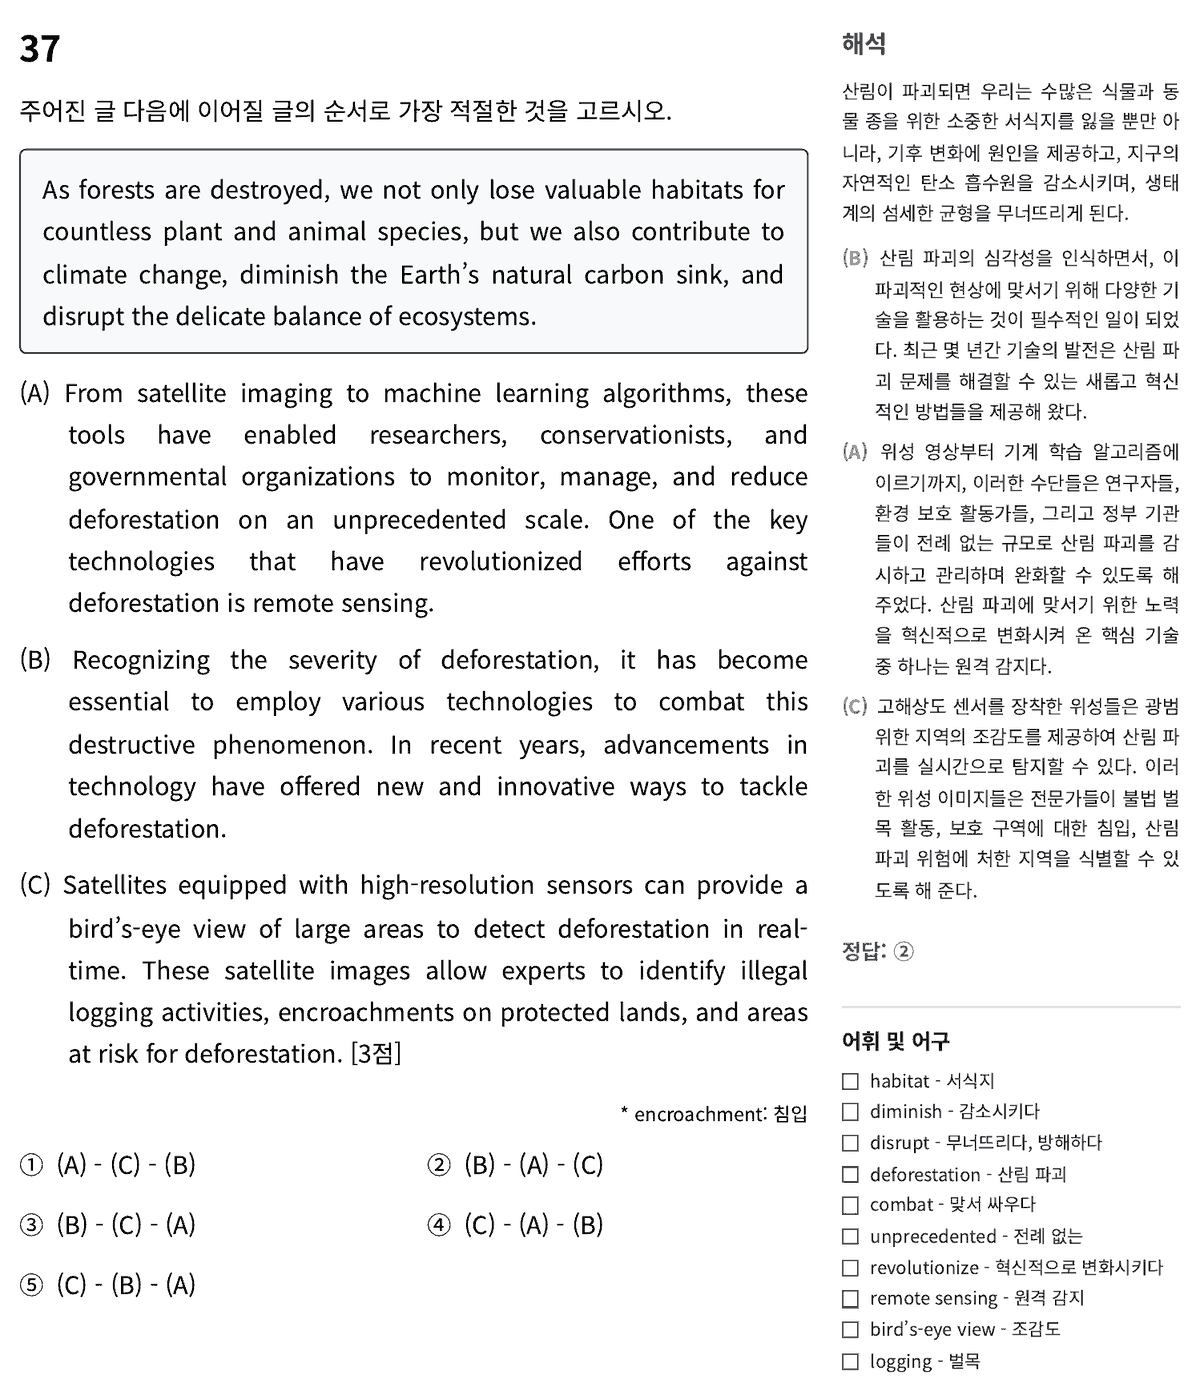 37
주어진 글 다음에 이어질 글의 순서로 가장 적절한 것을 고르시오.
As forests are destroyed, we not only lose valuable habitats for
countless plant and animal species, but we also contribute to
climate change, diminish the Earth’s natural carbon sink, and
disrupt the delicate balance of ecosystems.
(A) From satellite imaging to machine learning algorithms, these
tools have enabled researchers, conservationists, and
governmental organizations to monitor, manage, and reduce
deforestation on an unprecedented scale. One of the key
technologies that have revolutionized efforts against
deforestation is remote sensing.
(B) Recognizing the severity of deforestation, it has become
essential to employ various technologies to combat this
destructive phenomenon. In recent years, advancements in
technology have offered new and innovative ways to tackle
deforestation.
(C) Satellites equipped with high-resolution sensors can provide a
bird’s-eye view of large areas to detect deforestation in real-
time. These satellite images allow experts to identify illegal
logging activities, encroachments on protected lands, and areas
at risk for deforestation. [3점]
* encroachment: 침입
① (A) - (C) - (B)
② (B) - (A) - (C)
③ (B) - (C) - (A)
④ (C) - (A) - (B)
⑤ (C) - (B) - (A)
해석
산림이 파괴되면 우리는 수많은 식물과 동
물 종을 위한 소중한 서식지를 잃을 뿐만 아
니라, 기후 변화에 원인을 제공하고, 지구의
자연적인 탄소 흡수원을 감소시키며, 생태
계의 섬세한 균형을 무너뜨리게 된다.
(B) 산림 파괴의 심각성을 인식하면서, 이
파괴적인 현상에 맞서기 위해 다양한 기
술을 활용하는 것이 필수적인 일이 되었
다. 최근 몇 년간 기술의 발전은 산림 파
괴 문제를 해결할 수 있는 새롭고 혁신
적인 방법들을 제공해 왔다.
(A) 위성 영상부터 기계 학습 알고리즘에
이르기까지, 이러한 수단들은 연구자들,
환경 보호 활동가들, 그리고 정부 기관
들이 전례 없는 규모로 산림 파괴를 감
시하고 관리하며 완화할 수 있도록 해
주었다. 산림 파괴에 맞서기 위한 노력
을 혁신적으로 변화시켜 온 핵심 기술
중 하나는 원격 감지다.
(C) 고해상도 센서를 장착한 위성들은 광범
위한 지역의 조감도를 제공하여 산림 파
괴를 실시간으로 탐지할 수 있다. 이러
한 위성 이미지들은 전문가들이 불법 벌
목 활동, 보호 구역에 대한 침입, 산림
파괴 위험에 처한 지역을 식별할 수 있
도록 해 준다.
정답: ②
어휘 및 어구
□ habitat - 서식지
□ diminish - 감소시키다
□ disrupt - 무너뜨리다, 방해하다
□ deforestation - 산림 파괴
□ combat - 맞서 싸우다
□ unprecedented - 전례 없는
□ revolutionize - 혁신적으로 변화시키다
□ remote sensing - 원격 감지
□ bird’s-eye view - 조감도
□ logging - 벌목